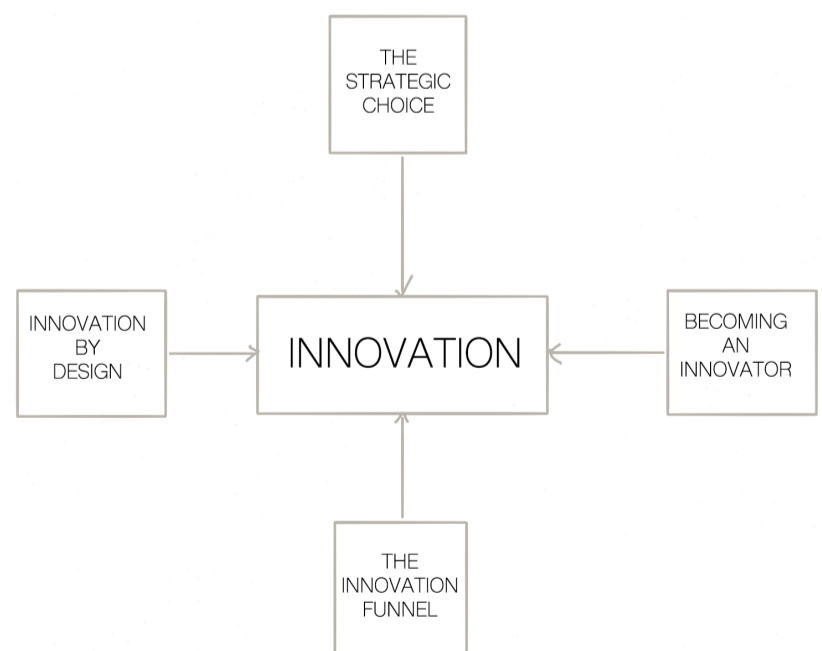 THE
STRATEGIC
CHOICE
INNOVATION
BY
DESIGN
INNOVATION
BECOMING
AN
INNOVATOR
THE
INNOVATION
FUNNEL